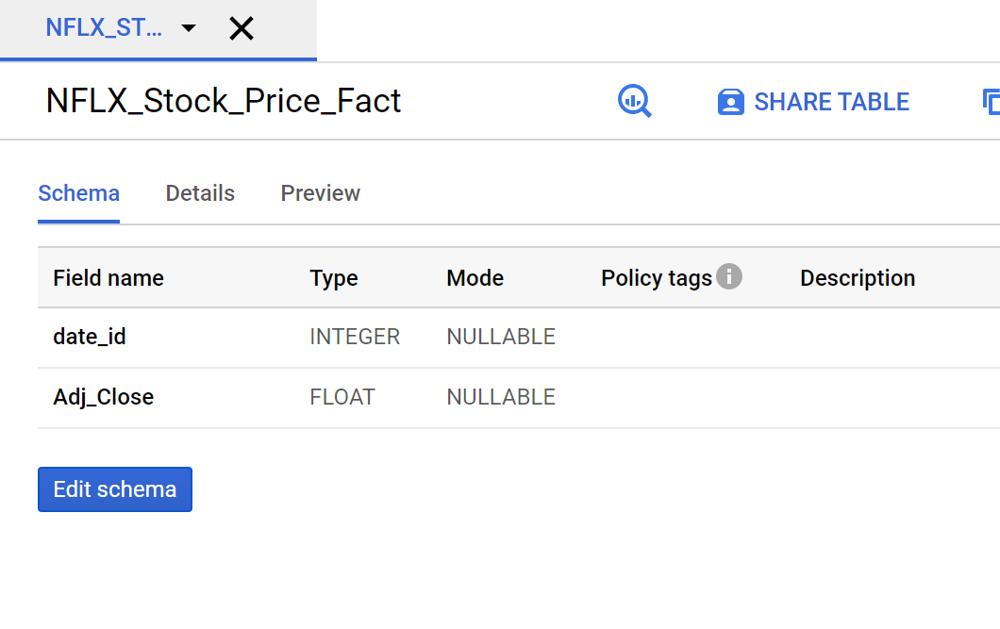 NFLX_ST...
NFLX_Stock_Price_Fact
SHARE TABLE
Schema Details Preview
Field name Type Mode Policy tags Description
date_id INTEGER NULLABLE
Adj_Close FLOAT NULLABLE
Edit schema